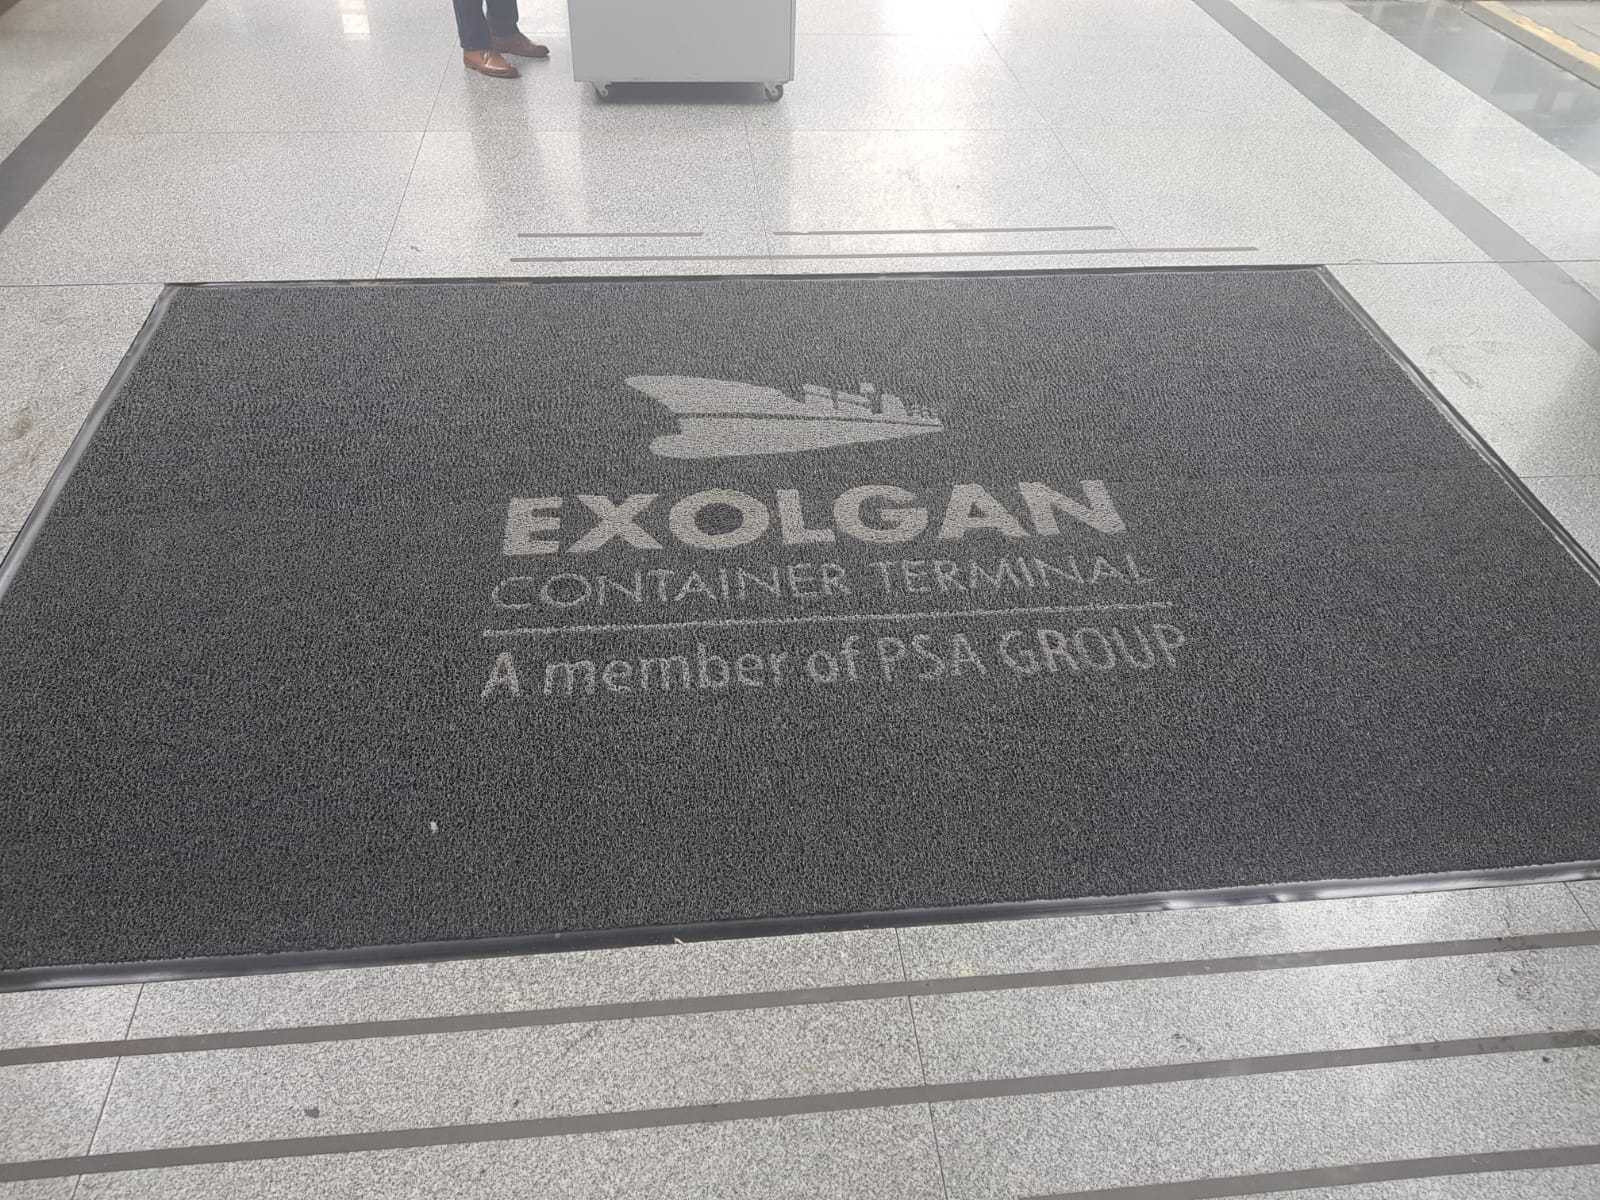 EXOLGAN
CONTAINER TERMINAL
A member of PSA GROUP